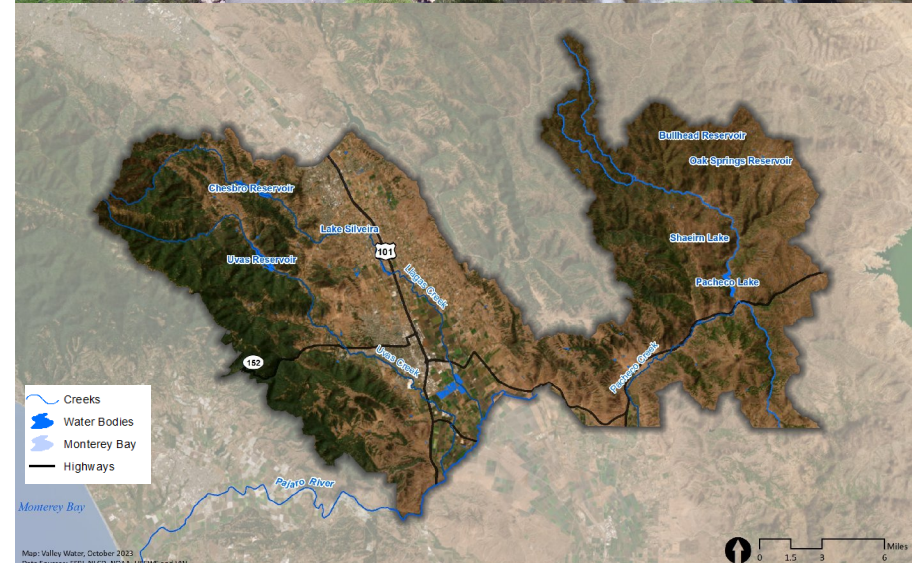 Bullhead Reservoir
Oak Springs Reservoir
Chesbro Reservoir
Lake Silveira
Shaeirn Lake
101
Uvas Reservoir
Llagas Creek
Pacheco Lake
152
Uvas Creek
Pacheco Creek
Creeks
Water Bodies
Monterey Bay
Highways
Pajaro River
Monterey Bay
Map: Valley Water, October 2023
0 1.5 3 6 Miles